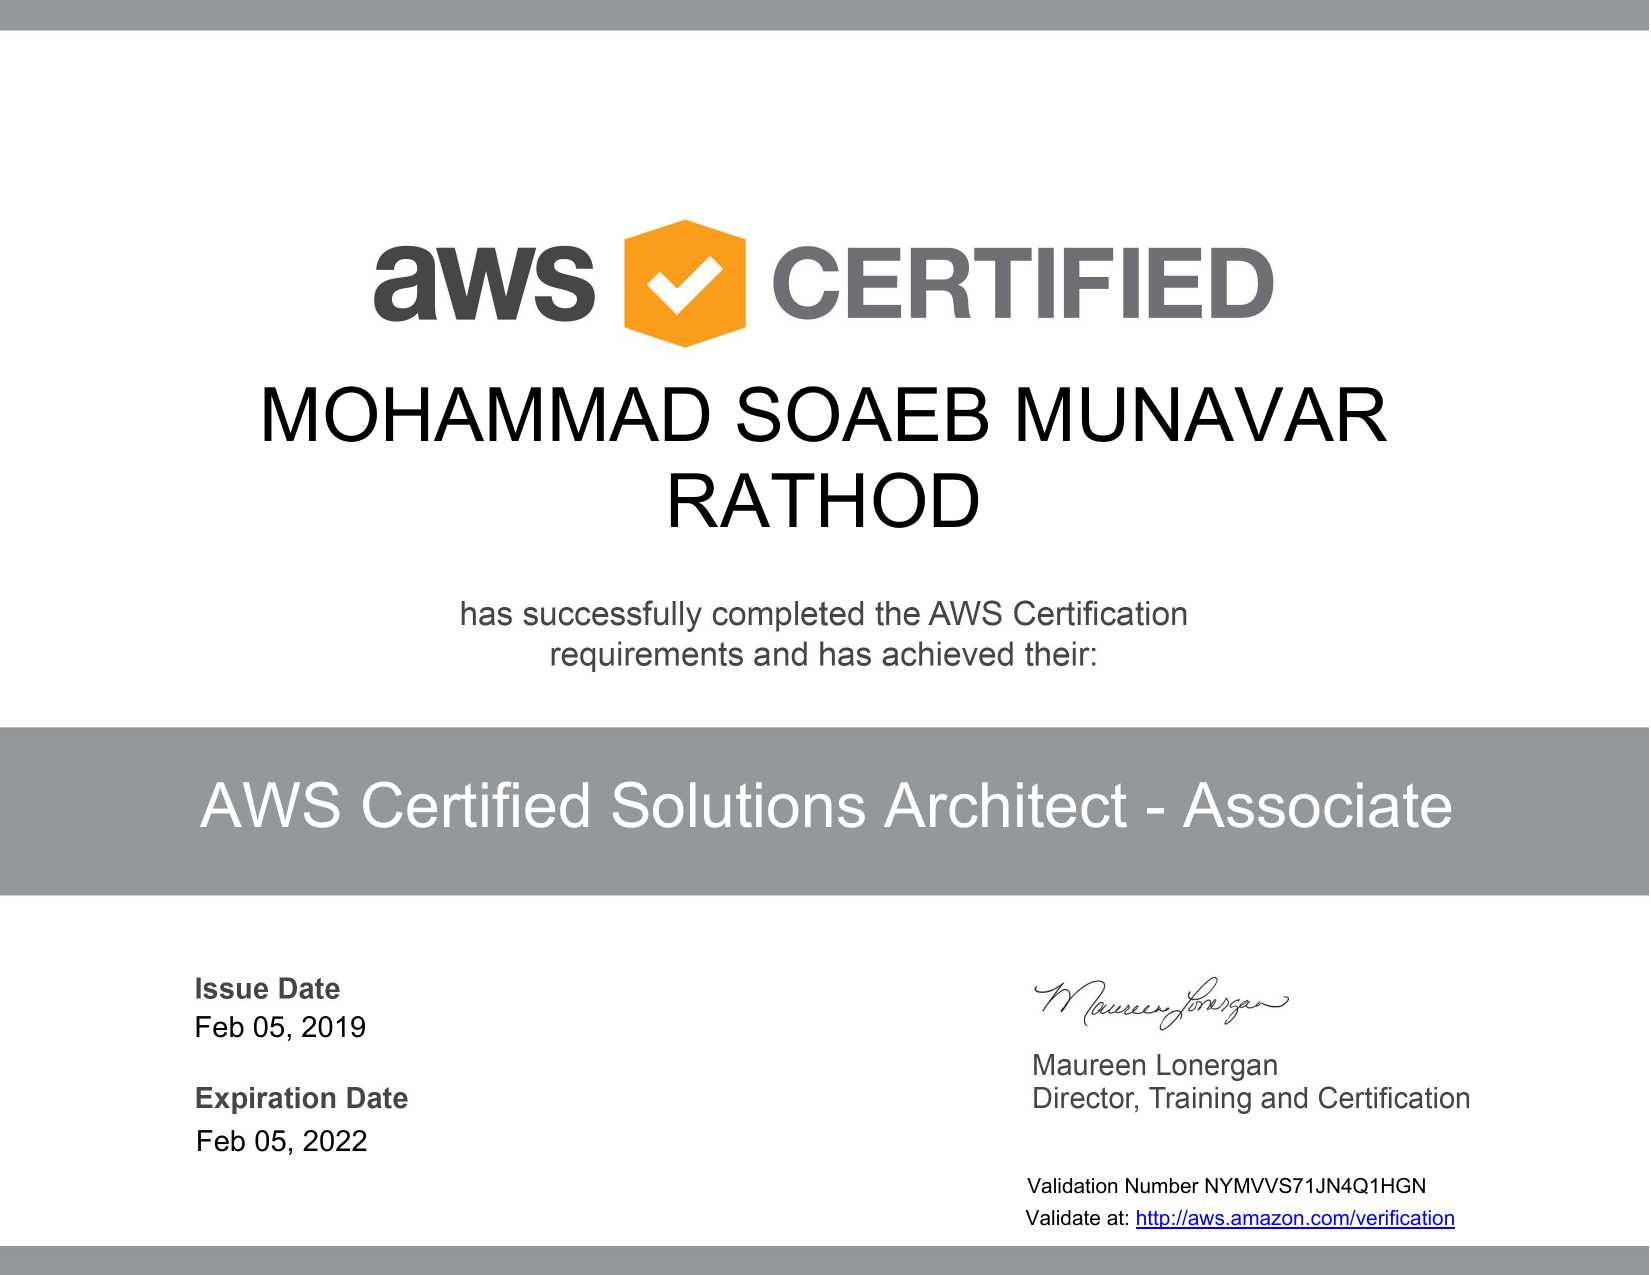 aws CERTIFIED
MOHAMMAD SOAEB MUNAVAR
RATHOD
has successfully completed the AWS Certification
requirements and has achieved their:
AWS Certified Solutions Architect - Associate
Issue Date
Feb 05, 2019
Expiration Date
Feb 05, 2022
Maureen Lonergan
Maureen Lonergan
Director, Training and Certification
Validation Number NYMVVS71JN4Q1HGN
Validate at: http://aws.amazon.com/verification